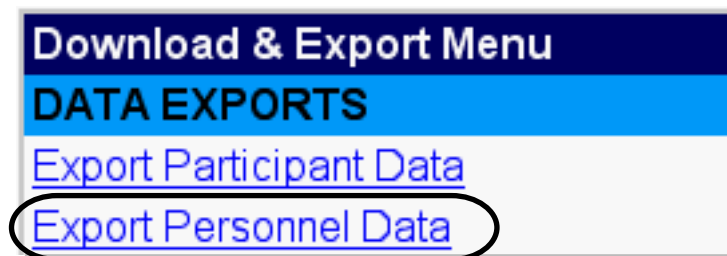 Download & Export Menu
DATA EXPORTS
Export Participant Data
Export Personnel Data